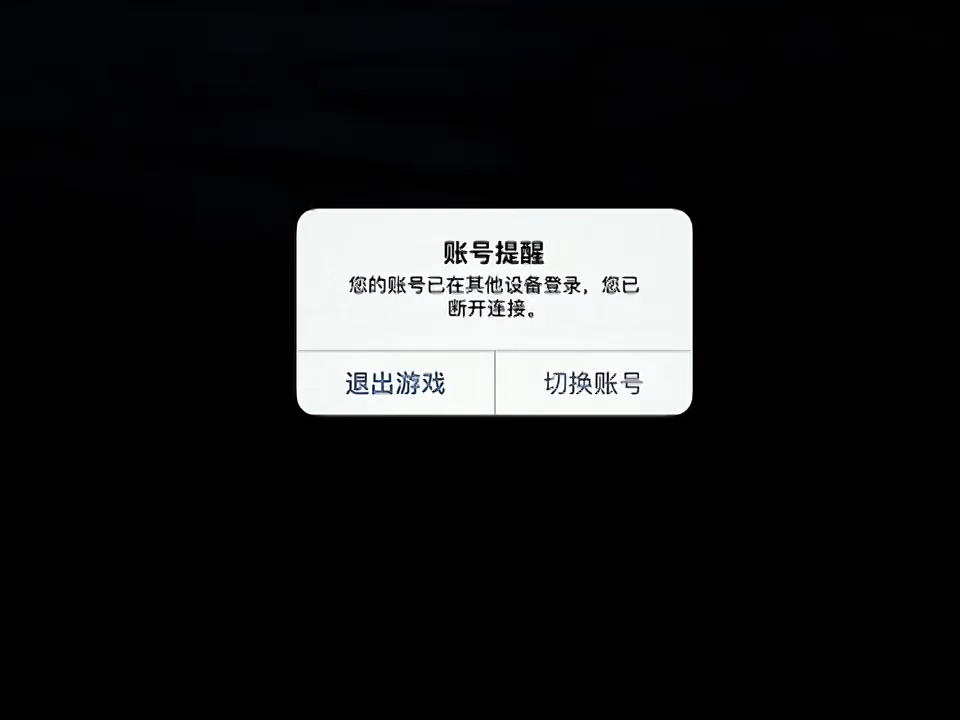 账号提醒
您的账号已在其他设备登录，您已
断开连接。
退出游戏
切换账号